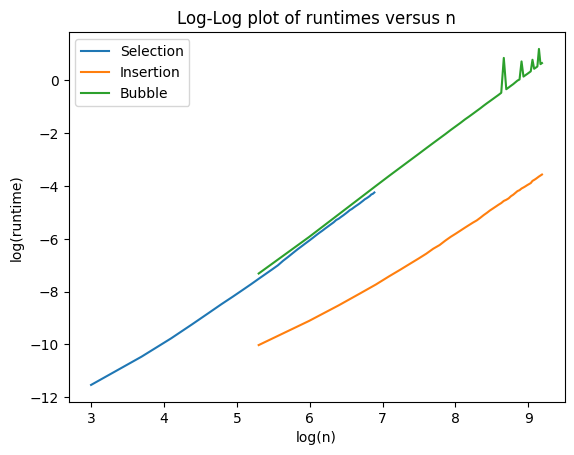 Log-Log plot of runtimes versus n
Selection
Insertion
Bubble
log(runtime)
0
−2
−4
−6
−8
−10
−12
3 4 5 6 7 8 9
log(n)